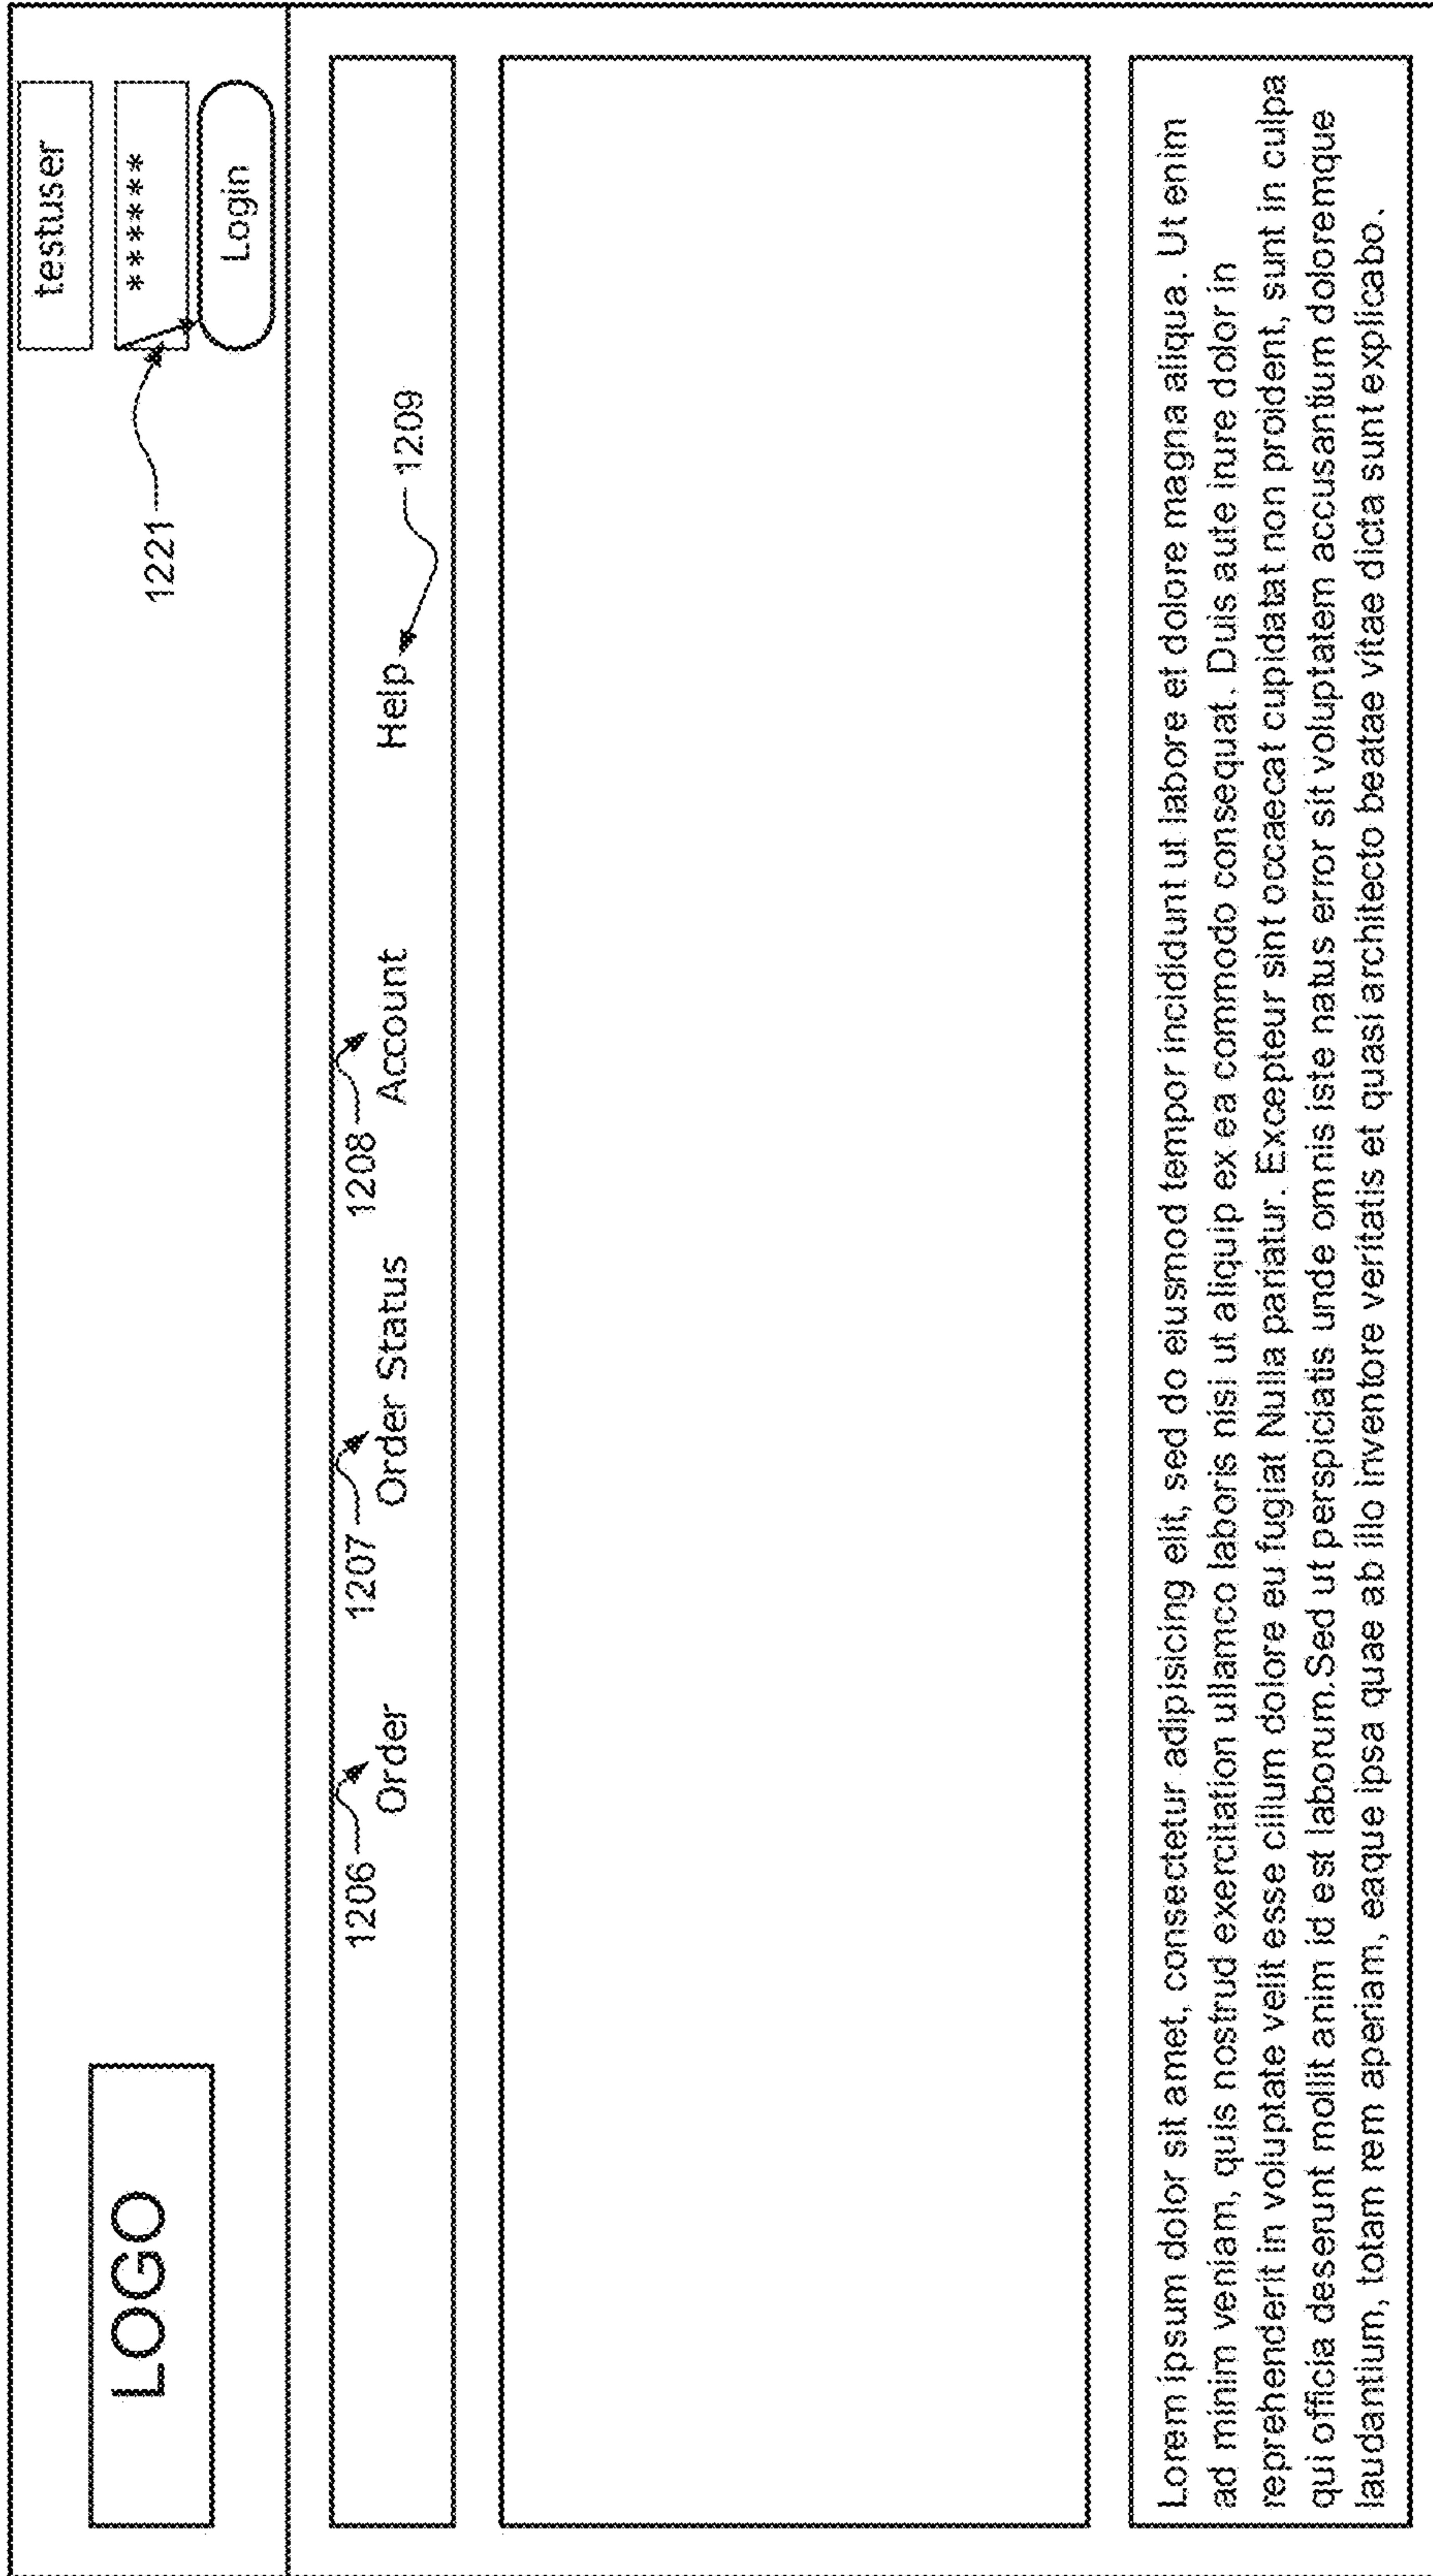 LOGO
testuser
******
Login
1221
1206
1207
1208
1209
Order
Order Status
Account
Help
Lorem ipsum dolor sit amet, consectetur adipisicing elit, sed do eiusmod tempor incididunt ut labore et dolore magna aliqua. Ut enim
ad minim veniam, quis nostrud exercitation ullamco laboris nisi ut aliquip ex ea commodo consequat. Duis aute irure dolor in
reprehenderit in voluptate velit esse cillum dolore eu fugiat Nulla pariatur. Excepteur sint occaecat cupidatat non proident, sunt in culpa
qui officia deserunt mollit anim id est laborum.Sed ut perspiciatis unde omnis iste natus error sit voluptatem accusantium doloremque
laudantium, totam rem aperiam, eaque ipsa quae ab illo inventore veritatis et quasi architecto beatae vitae dicta sunt explicabo.